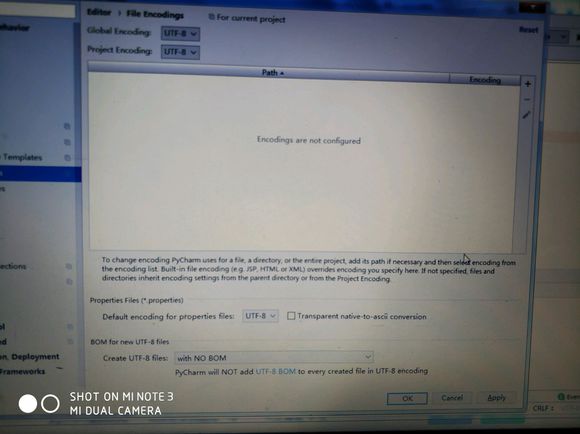 Editor › File Encodings
For current project
Reset
ehavior
Global Encoding: UTF-8
Project Encoding: UTF-8
Path
Encoding
Encodings are not configured
Templates
To change encoding PyCharm uses for a file, a directory, or the entire project, add its path if necessary and then select encoding from
the encoding list. Built-in file encoding (e.g. JSP, HTML or XML) overrides encoding you specify here. If not specified, files and
directories inherit encoding settings from the parent directory or from the Project Encoding.
ections
Properties Files (*.properties)
Default encoding for properties files: UTF-8
Transparent native-to-ascii conversion
BOM for new UTF-8 files
Create UTF-8 files: with NO BOM
n, Deployment
Frameworks
PyCharm will NOT add UTF-8 BOM to every created file in UTF-8 encoding
OK
Cancel
Apply
CRLF
SHOT ON MI NOTE 3
MI DUAL CAMERA